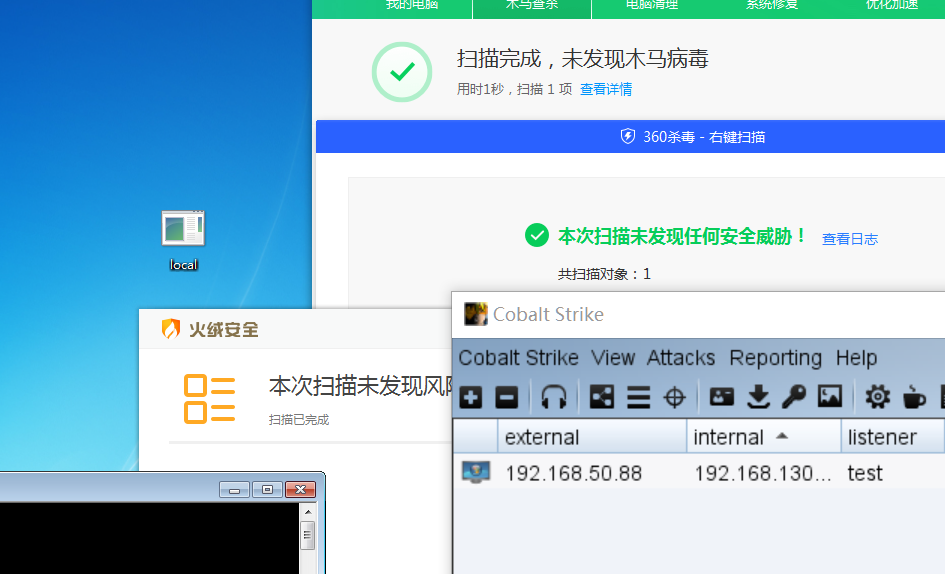 我的电脑 木马查杀 电脑清理 系统修复 优化加速
扫描完成，未发现木马病毒
用时1秒，扫描 1 项 查看详情
360杀毒 - 右键扫描
本次扫描未发现任何安全威胁！ 查看日志
共扫描对象：1
local
火绒安全
本次扫描未发现风
扫描已完成
Cobalt Strike
Cobalt Strike View Attacks Reporting Help
external internal listener
192.168.50.88 192.168.130... test